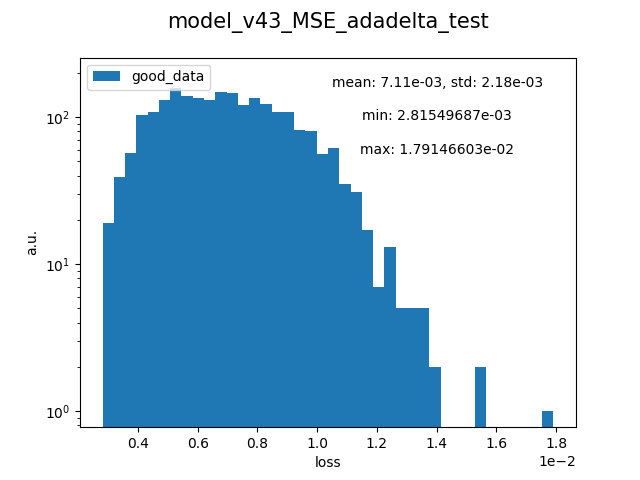 model_v43_MSE_adadelta_test
good_data
mean: 7.11e-03, std: 2.18e-03
min: 2.81549687e-03
max: 1.79146603e-02
a.u.
10²
10¹
10⁰
0.4 0.6 0.8 1.0 1.2 1.4 1.6 1.8
loss
1e−2